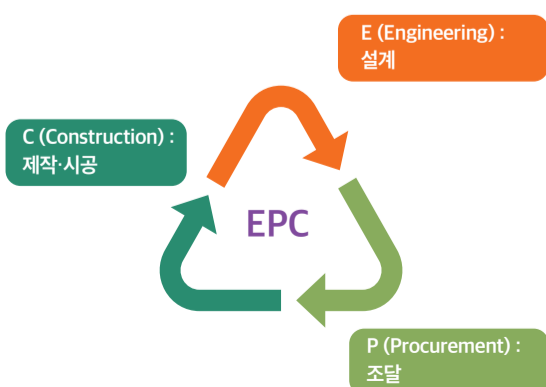 E (Engineering) :
설계
C (Construction) :
제작·시공
EPC
P (Procurement) :
조달